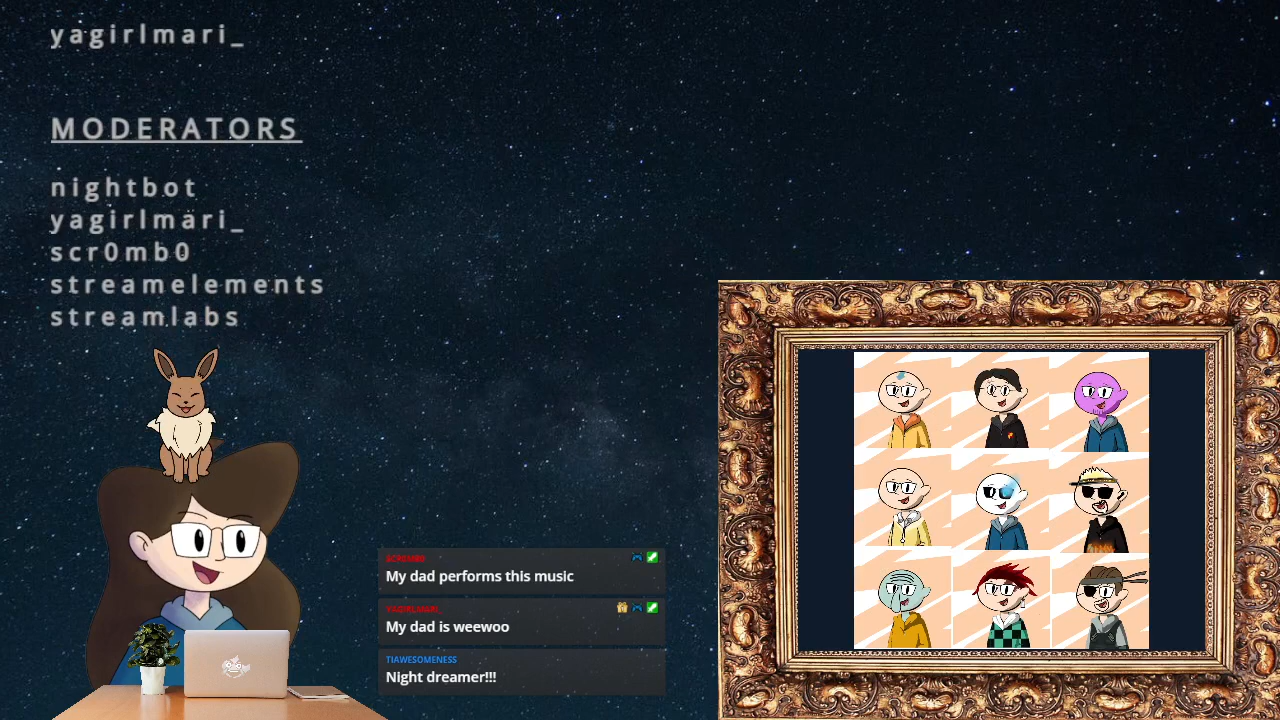 yagirlmari_
MODERATORS
nightbot
yagirlmari_
scr0mb0
streamelements
streamlabs
SCR0MB0
My dad performs this music
YAGIRLMARI_
My dad is weewoo
TIAWESOMENESS
Night dreamer!!!